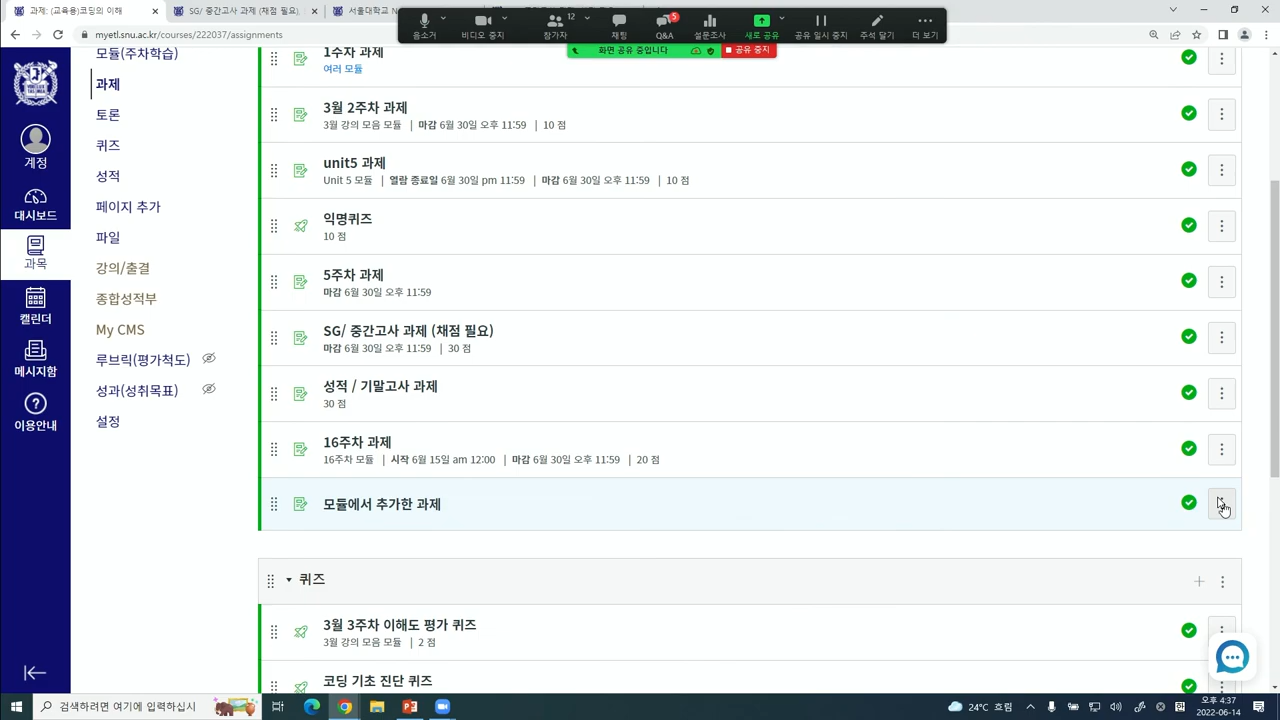 과제: (교육용)코딩의 이해
SG/ 중간고사 과제 (채점 필요).
서울대학교 N
음소거
비디오 중지
12
참가자
채팅
5
Q&A
설문조사
새로 공유
공유 일시 중지
주석 달기
더 보기
myetl.snu.ac.kr/courses/222037/assignments
화면 공유 중입니다
공유 중지
계정
대시보드
과목
캘린더
메시지함
이용안내
모듈(주차학습)
과제
토론
퀴즈
성적
페이지 추가
파일
강의/출결
종합성적부
My CMS
루브릭(평가척도)
성과(성취목표)
설정
1주차 과제
여러 모듈
3월 2주차 과제
3월 강의 모음 모듈 | 마감 6월 30일 오후 11:59 | 10 점
unit5 과제
Unit 5 모듈 | 열람 종료일 6월 30일 pm 11:59 | 마감 6월 30일 오후 11:59 | 10 점
익명퀴즈
10 점
5주차 과제
마감 6월 30일 오후 11:59
SG/ 중간고사 과제 (채점 필요)
마감 6월 30일 오후 11:59 | 30 점
성적 / 기말고사 과제
30 점
16주차 과제
16주차 모듈 | 시작 6월 15일 am 12:00 | 마감 6월 30일 오후 11:59 | 20 점
모듈에서 추가한 과제
퀴즈
3월 3주차 이해도 평가 퀴즈
3월 강의 모음 모듈 | 2 점
코딩 기초 진단 퀴즈
검색하려면 여기에 입력하십시
24°C 흐림
오후 4:37
2022-06-14